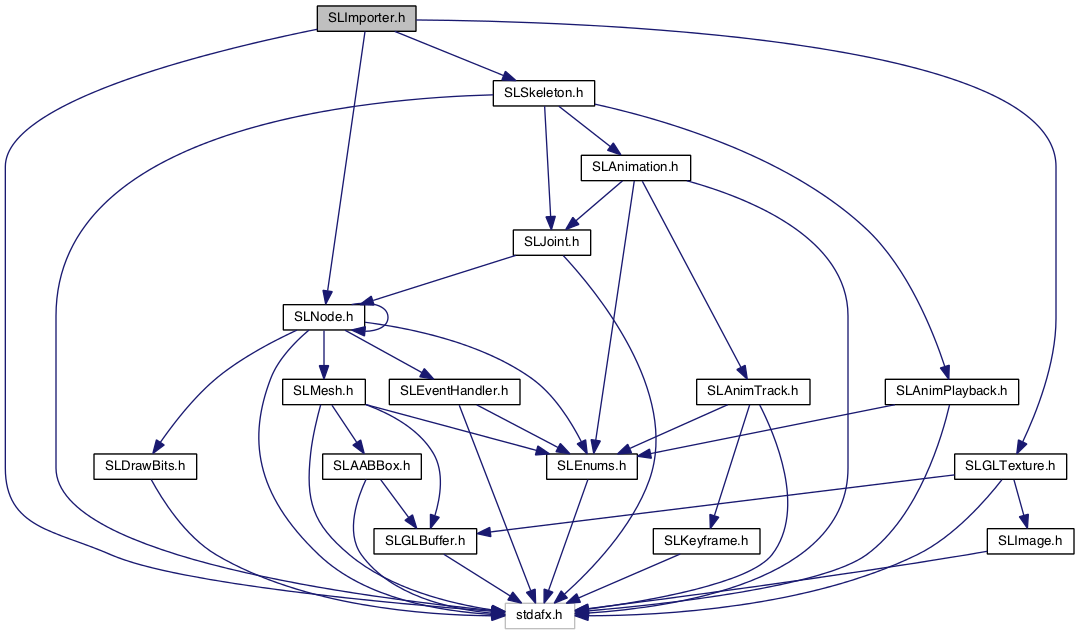 SLImporter.h
SLSkeleton.h
SLAnimation.h
SLJoint.h
SLNode.h
SLMesh.h
SLEventHandler.h
SLAnimTrack.h
SLAnimPlayback.h
SLDrawBits.h
SLAABBox.h
SLEnums.h
SLGLTexture.h
SLGLBuffer.h
SLKeyframe.h
SLImage.h
stdafx.h